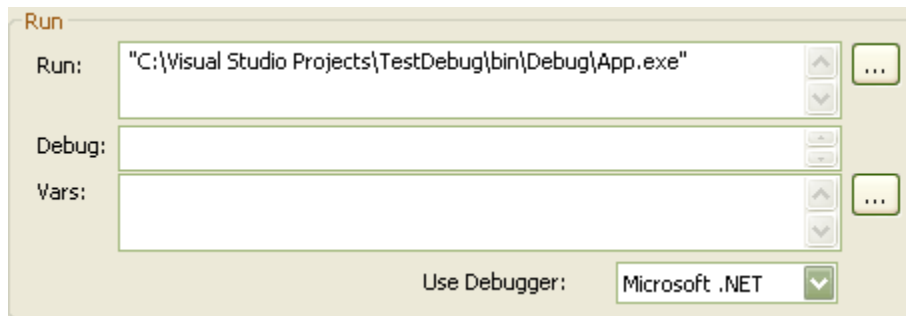 Run
Run: "C:\Visual Studio Projects\TestDebug\bin\Debug\App.exe" ...
Debug:
Vars: ...
Use Debugger: Microsoft .NET